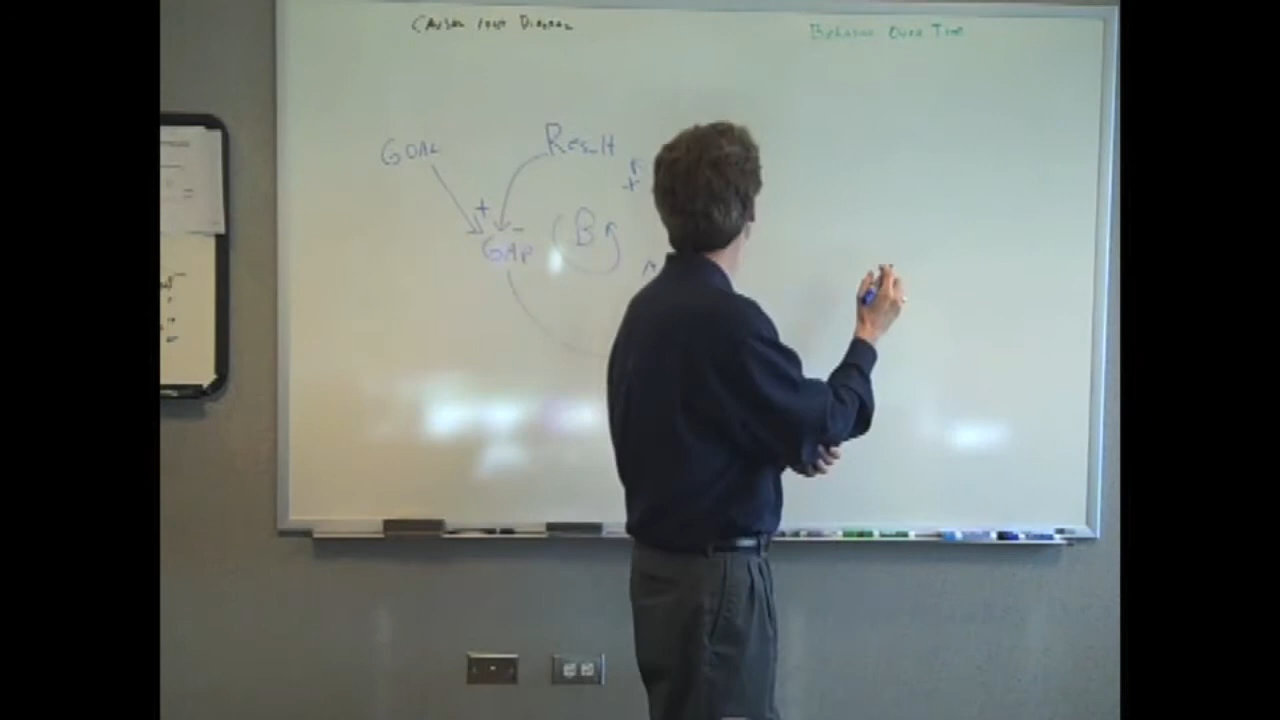 Causal Loop Diagram
Behavior Over Time
GOAL
Result
+
+
-
B
GAP